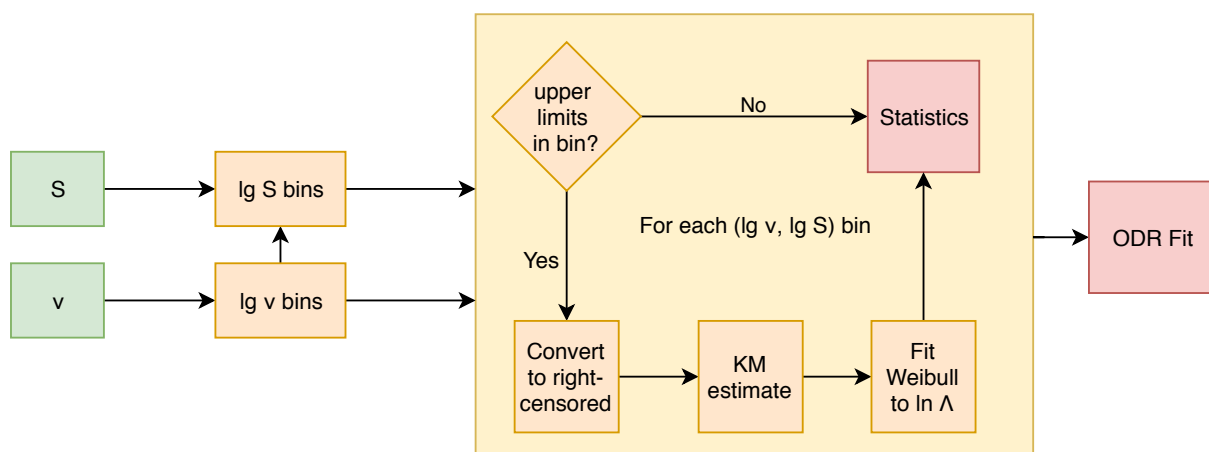 upper
limits
in bin?
No
Statistics
S
lg S bins
For each (lg v, lg S) bin
ODR Fit
Yes
v
lg v bins
Convert
to right-
censored
KM
estimate
Fit
Weibull
to ln Λ